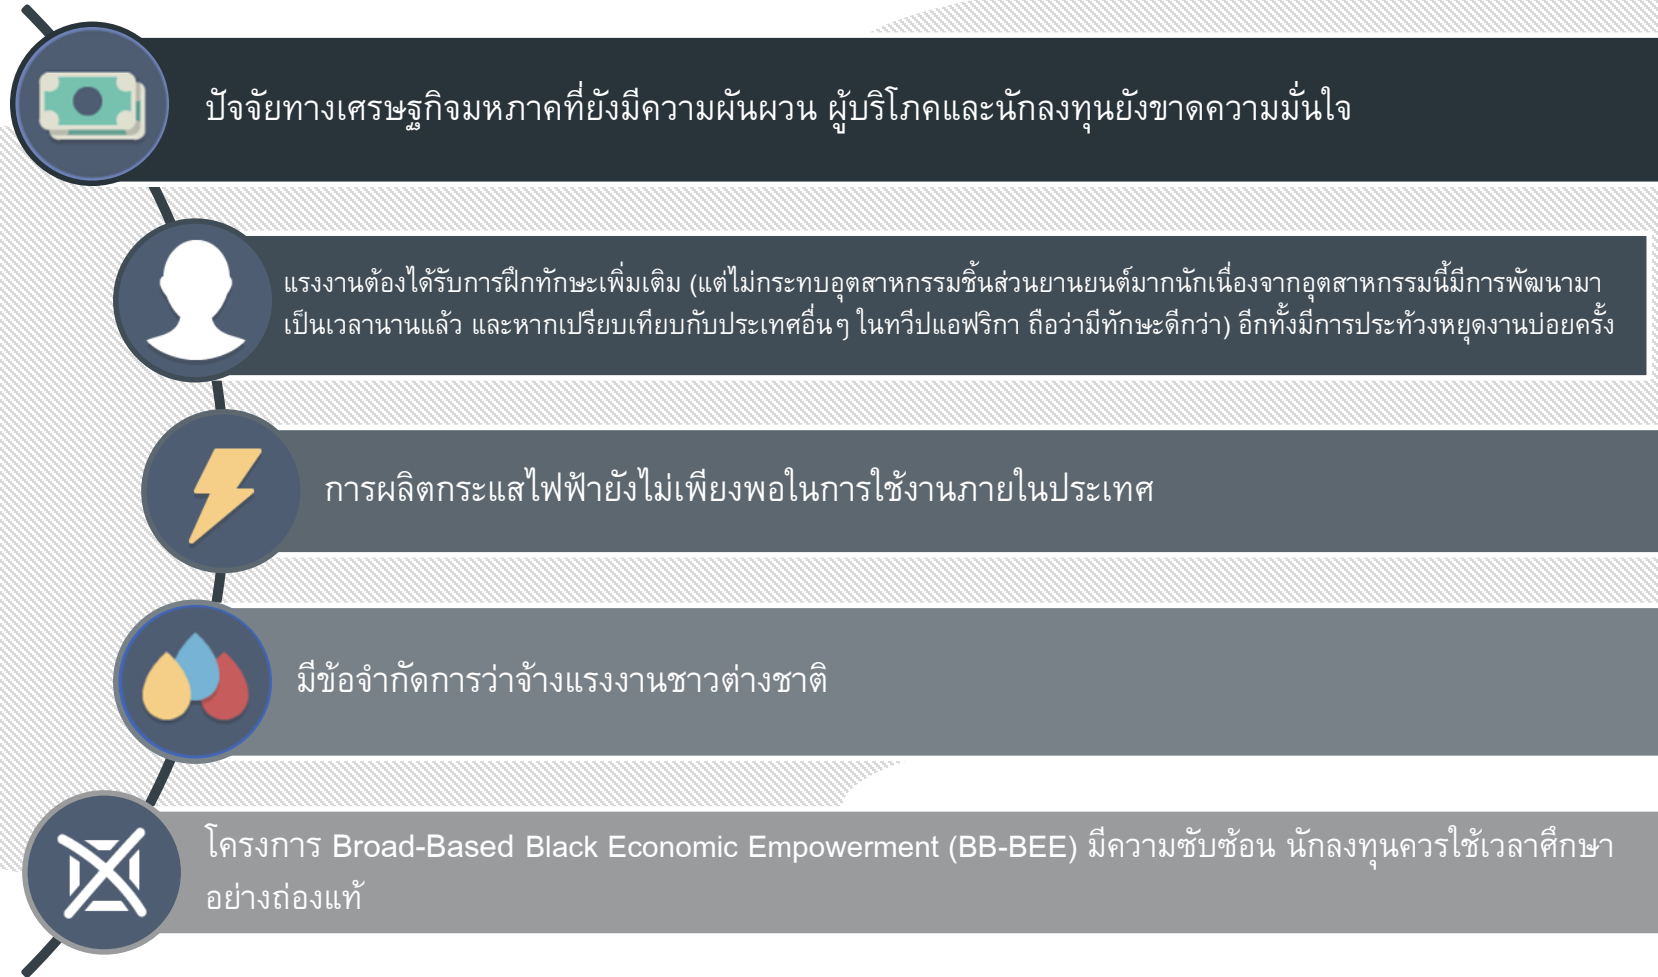 ปัจจัยทางเศรษฐกิจมหภาคที่ยังมีความผันผวน ผู้บริโภคและนักลงทุนยังขาดความมั่นใจ
แรงงานต้องได้รับการฝึกทักษะเพิ่มเติม (แต่ไม่กระทบอุตสาหกรรมชิ้นส่วนยานยนต์มากนักเนื่องจากอุตสาหกรรมนี้มีการพัฒนามา
เป็นเวลานานแล้ว และหากเปรียบเทียบกับประเทศอื่นๆ ในทวีปแอฟริกา ถือว่ามีทักษะดีกว่า) อีกทั้งมีการประท้วงหยุดงานบ่อยครั้ง
การผลิตกระแสไฟฟ้ายังไม่เพียงพอในการใช้งานภายในประเทศ
มีข้อจำกัดการว่าจ้างแรงงานชาวต่างชาติ
โครงการ Broad-Based Black Economic Empowerment (BB-BEE) มีความซับซ้อน นักลงทุนควรใช้เวลาศึกษา
อย่างถ่องแท้